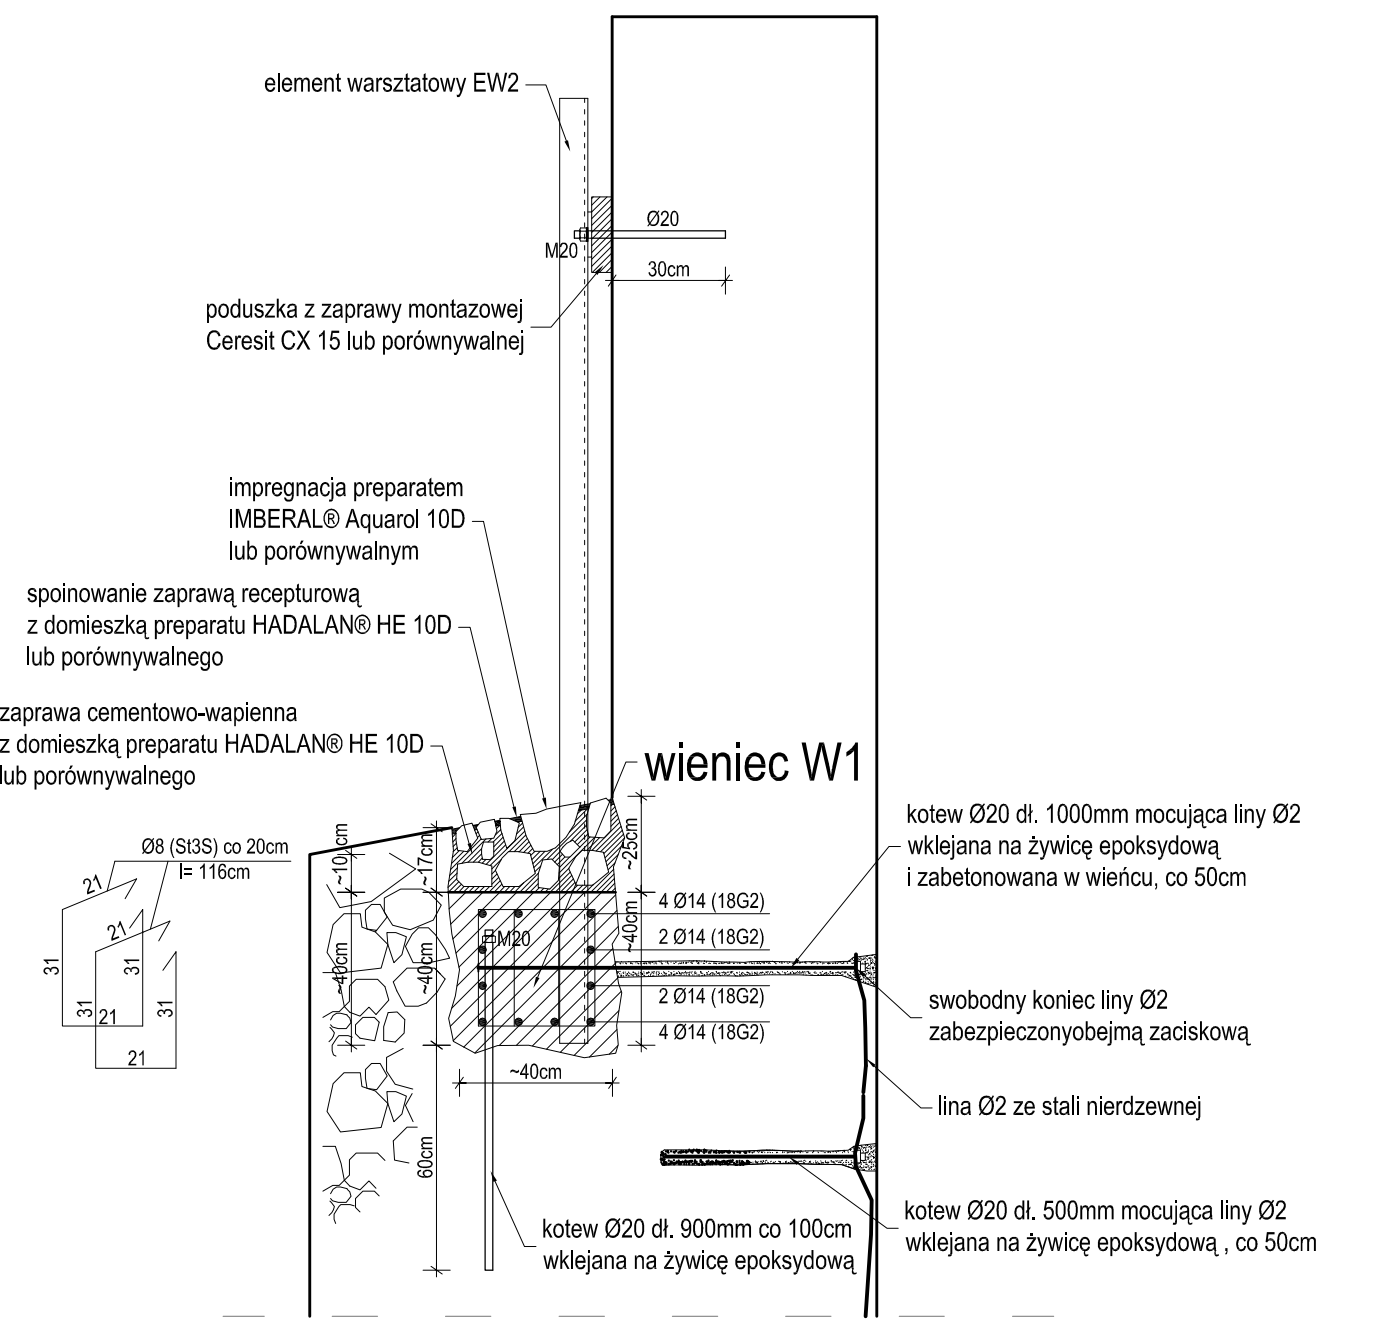 element warsztatowy EW2
Ø20
M20
30cm
poduszka z zaprawy montazowej
Ceresit CX 15 lub porównywalnej
impregnacja preparatem
IMBERAL® Aquarol 10D
lub porównywalnym
spoinowanie zaprawą recepturową
z domieszką preparatu HADALAN® HE 10D
lub porównywalnego
zaprawa cementowo-wapienna
z domieszką preparatu HADALAN® HE 10D
lub porównywalnego
wieniec W1
Ø8 (St3S) co 20cm
l= 116cm
21
21
31
31
31
31
21
21
~10cm
~17cm
~25cm
~40cm
~40cm
~40cm
4 Ø14 (18G2)
2 Ø14 (18G2)
M20
2 Ø14 (18G2)
4 Ø14 (18G2)
~40cm
60cm
kotew Ø20 dł. 1000mm mocująca liny Ø2
wklejana na żywicę epoksydową
i zabetonowana w wieńcu, co 50cm
swobodny koniec liny Ø2
zabezpieczonyobejmą zaciskową
lina Ø2 ze stali nierdzewnej
kotew Ø20 dł. 900mm co 100cm
wklejana na żywicę epoksydową
kotew Ø20 dł. 500mm mocująca liny Ø2
wklejana na żywicę epoksydową , co 50cm